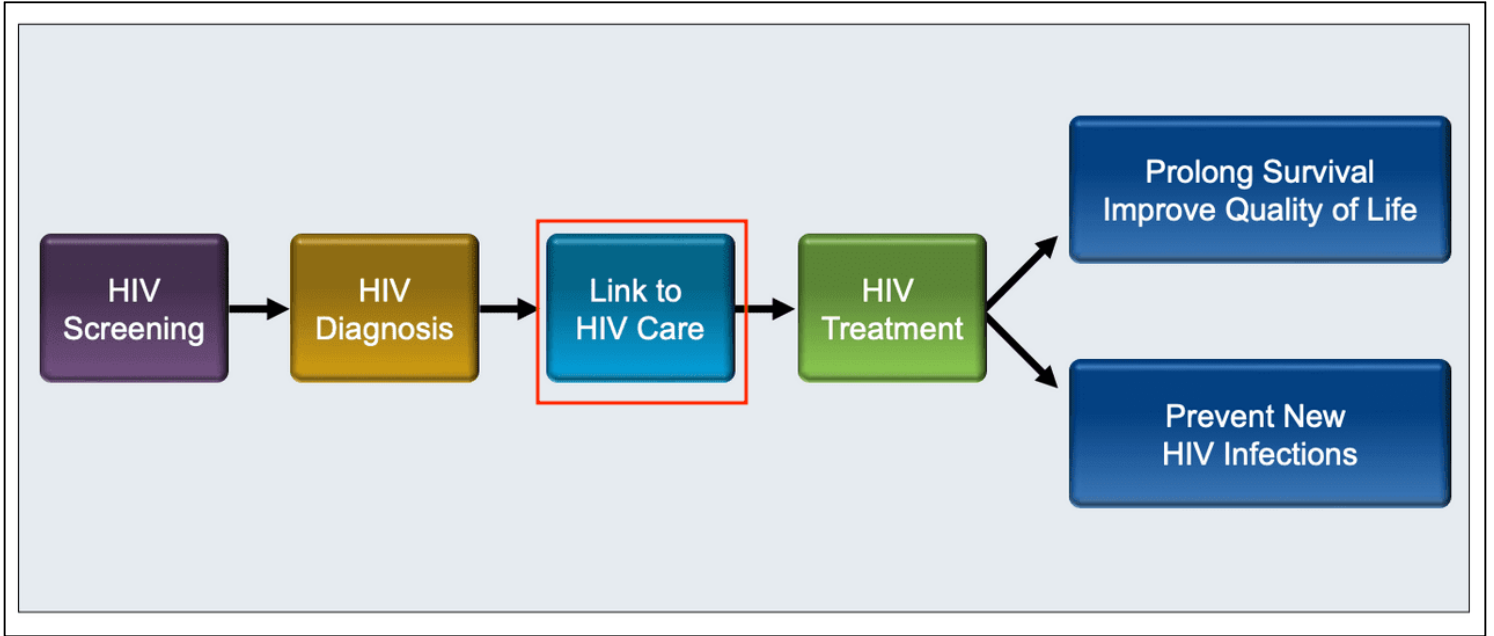 HIV
Screening
HIV
Diagnosis
Link to
HIV Care
HIV
Treatment
Prolong Survival
Improve Quality of Life
Prevent New
HIV Infections